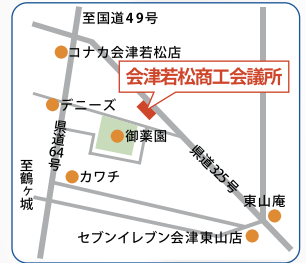 至国道49号
コナカ会津若松店
会津若松商工会議所
デニーズ
御薬園
県道64号
県道325号
至鶴ヶ城
カワチ
東山庵
セブンイレブン会津東山店